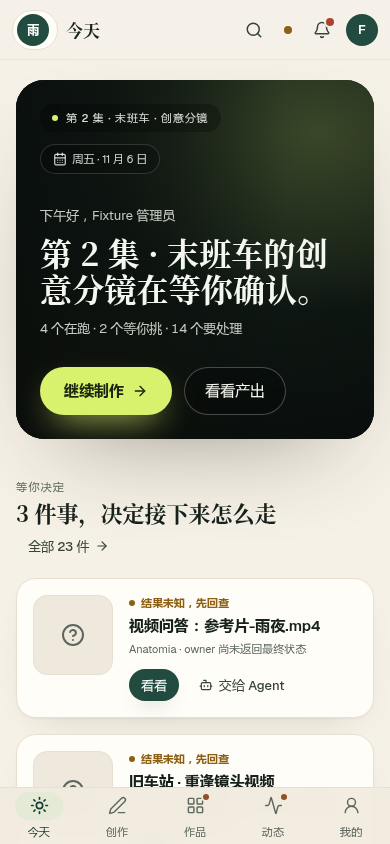 雨 今天 F
第 2 集 · 末班车 · 创意分镜
周五 · 11 月 6 日
下午好，Fixture 管理员
第 2 集 · 末班车的创
意分镜在等你确认。
4 个在跑 · 2 个等你挑 · 14 个要处理
继续制作 → 看看产出
等你决定
3 件事，决定接下来怎么走
全部 23 件 →
结果未知，先回查
视频问答：参考片-雨夜.mp4
Anatomia · owner 尚未返回最终状态
看看 交给 Agent
结果未知，先回查
旧车站 · 重逢镜头视频
今天 创作 作品 动态 我的